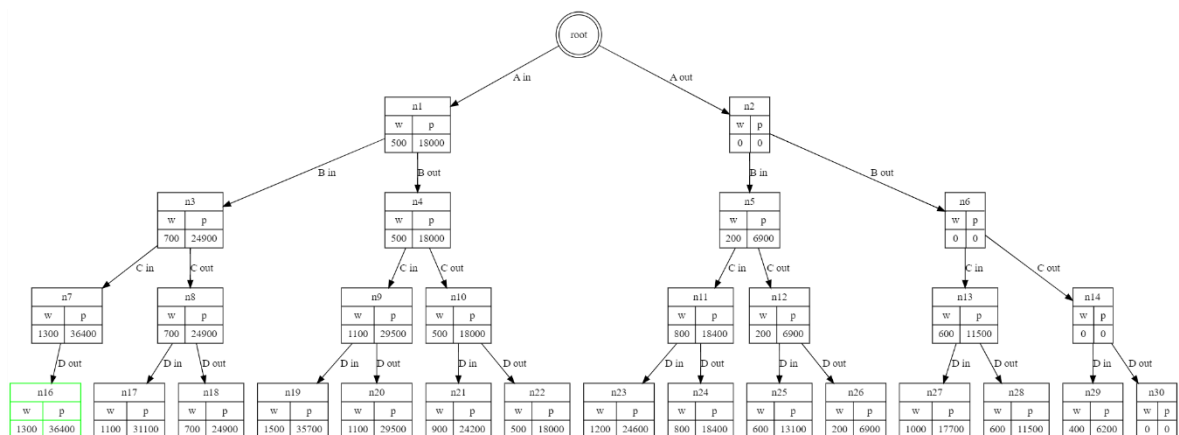 root
A in A out
n1 n2
w p w p
500 18000 0 0
B in B out B in B out
n3 n4 n5 n6
w p w p w p w p
700 24900 500 18000 200 6900 0 0
C in C out C in C out C in C out C in C out
n7 n8 n9 n10 n11 n12 n13 n14
w p w p w p w p w p w p w p w p
1300 36400 700 24900 1100 29500 500 18000 800 18400 200 6900 600 11500 0 0
D out D in D out D in D out D in D out D in D out D in D out D in D out D in D out
n16 n17 n18 n19 n20 n21 n22 n23 n24 n25 n26 n27 n28 n29 n30
w p w p w p w p w p w p w p w p w p w p w p w p w p w p w p
1300 36400 1100 31100 700 24900 1500 35700 1100 29500 900 24200 500 18000 1200 24600 800 18400 600 13100 200 6900 1000 17700 600 11500 400 6200 0 0